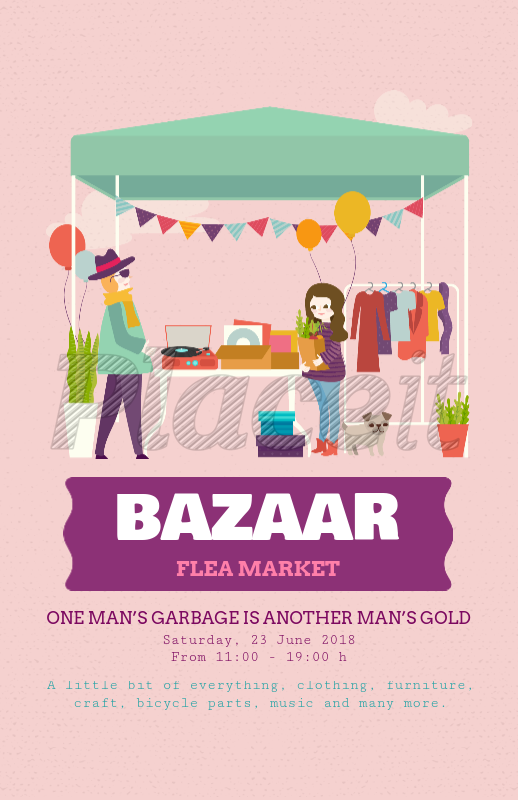 Placeit
BAZAAR
FLEA MARKET
ONE MAN'S GARBAGE IS ANOTHER MAN'S GOLD
Saturday, 23 June 2018
From 11:00 - 19:00 h
A little bit of everything, clothing, furniture,
craft, bicycle parts, music and many more.